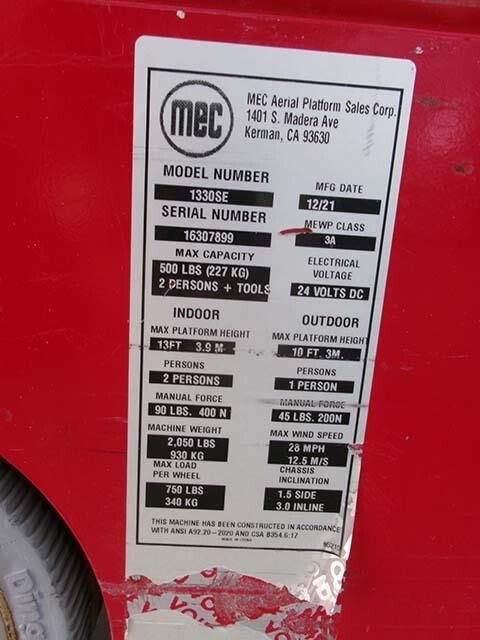 mec
MEC Aerial Platform Sales Corp.
1401 S. Madera Ave
Kerman, CA 93630
MODEL NUMBER
1330SE
SERIAL NUMBER
16307899
MAX CAPACITY
500 LBS (227 KG)
2 PERSONS + TOOLS
MFG DATE
12/21
MEWP CLASS
3A
ELECTRICAL
VOLTAGE
24 VOLTS DC
INDOOR
MAX PLATFORM HEIGHT
13FT 3.9 M
PERSONS
2 PERSONS
MANUAL FORCE
90 LBS. 400 N
MACHINE WEIGHT
2,050 LBS
930 KG
MAX LOAD
PER WHEEL
750 LBS
340 KG
OUTDOOR
MAX PLATFORM HEIGHT
10 FT. 3M.
PERSONS
1 PERSON
MANUAL FORCE
45 LBS. 200N
MAX WIND SPEED
28 MPH
12.5 M/S
CHASSIS
INCLINATION
1.5 SIDE
3.0 INLINE
THIS MACHINE HAS BEEN CONSTRUCTED IN ACCORDANCE
WITH ANSI A92.20 - 2020 AND CSA B354.6:17